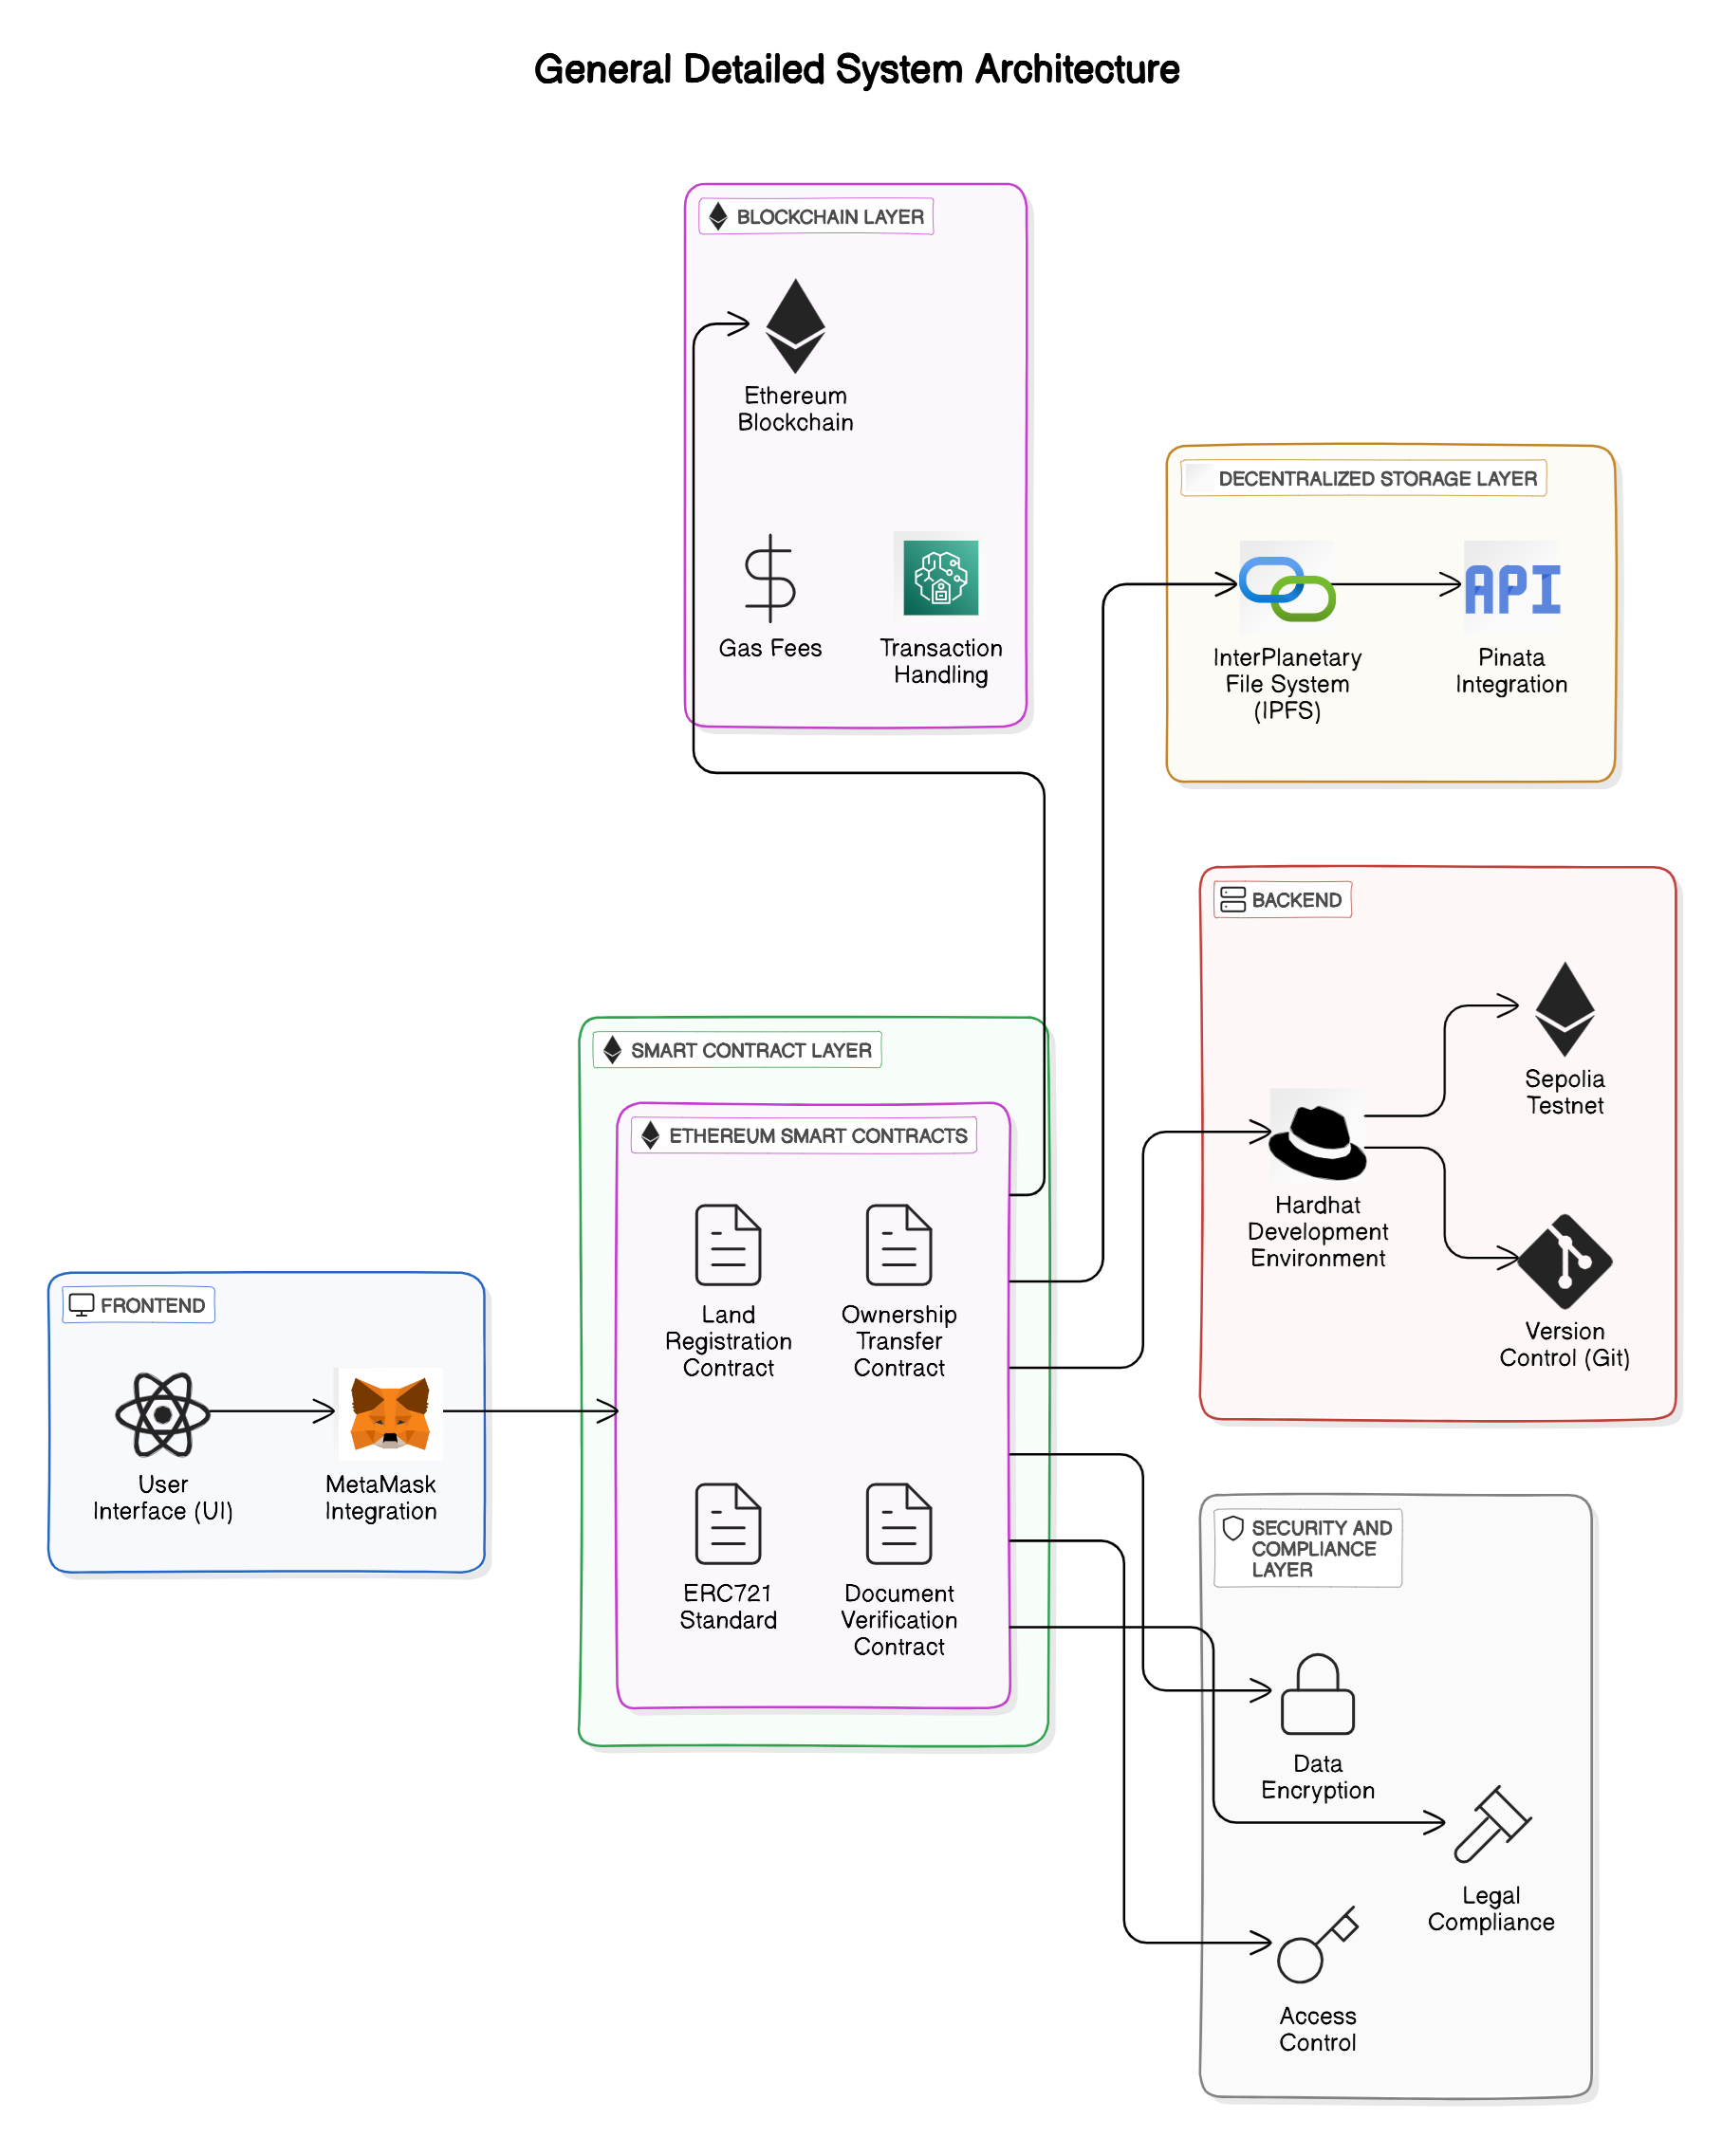 General Detailed System Architecture
BLOCKCHAIN LAYER
Ethereum
Blockchain
Gas Fees
Transaction
Handling
DECENTRALIZED STORAGE LAYER
InterPlanetary
File System
(IPFS)
API
Pinata
Integration
BACKEND
Sepolia
Testnet
Hardhat
Development
Environment
Version
Control (Git)
SMART CONTRACT LAYER
ETHEREUM SMART CONTRACTS
Land
Registration
Contract
Ownership
Transfer
Contract
ERC721
Standard
Document
Verification
Contract
FRONTEND
User
Interface (UI)
MetaMask
Integration
SECURITY AND
COMPLIANCE
LAYER
Data
Encryption
Legal
Compliance
Access
Control